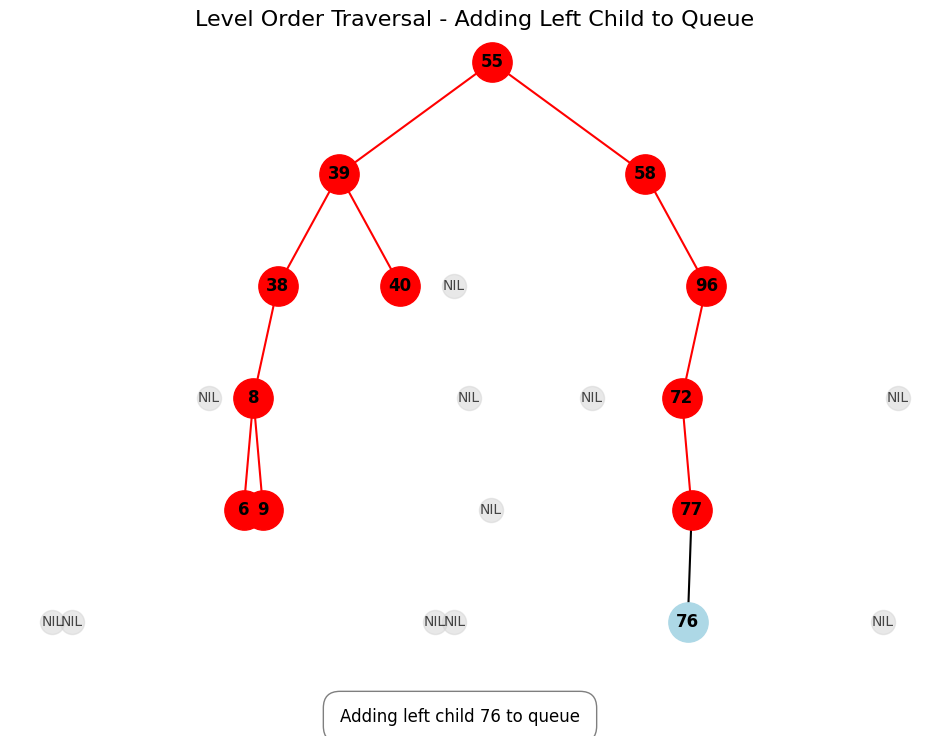 Level Order Traversal - Adding Left Child to Queue
55
39
58
38
40
NIL
96
NIL
8
NIL
NIL
72
NIL
6
9
NIL
77
NIL
NIL
NIL
NIL
76
NIL
Adding left child 76 to queue